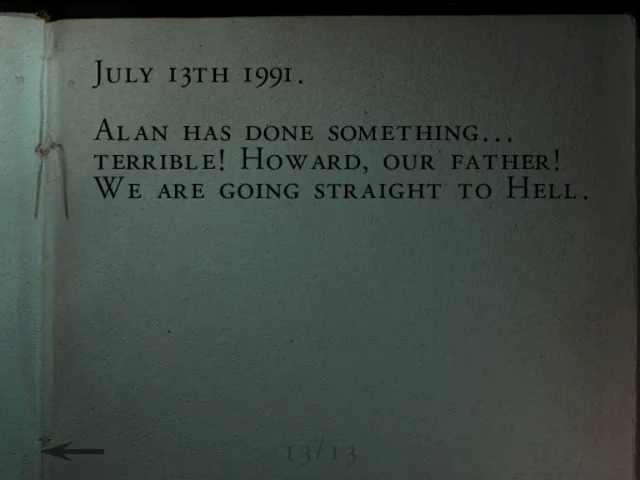 July 13th 1991.
Alan has done something...
terrible! Howard, our father!
We are going straight to Hell.
13/13